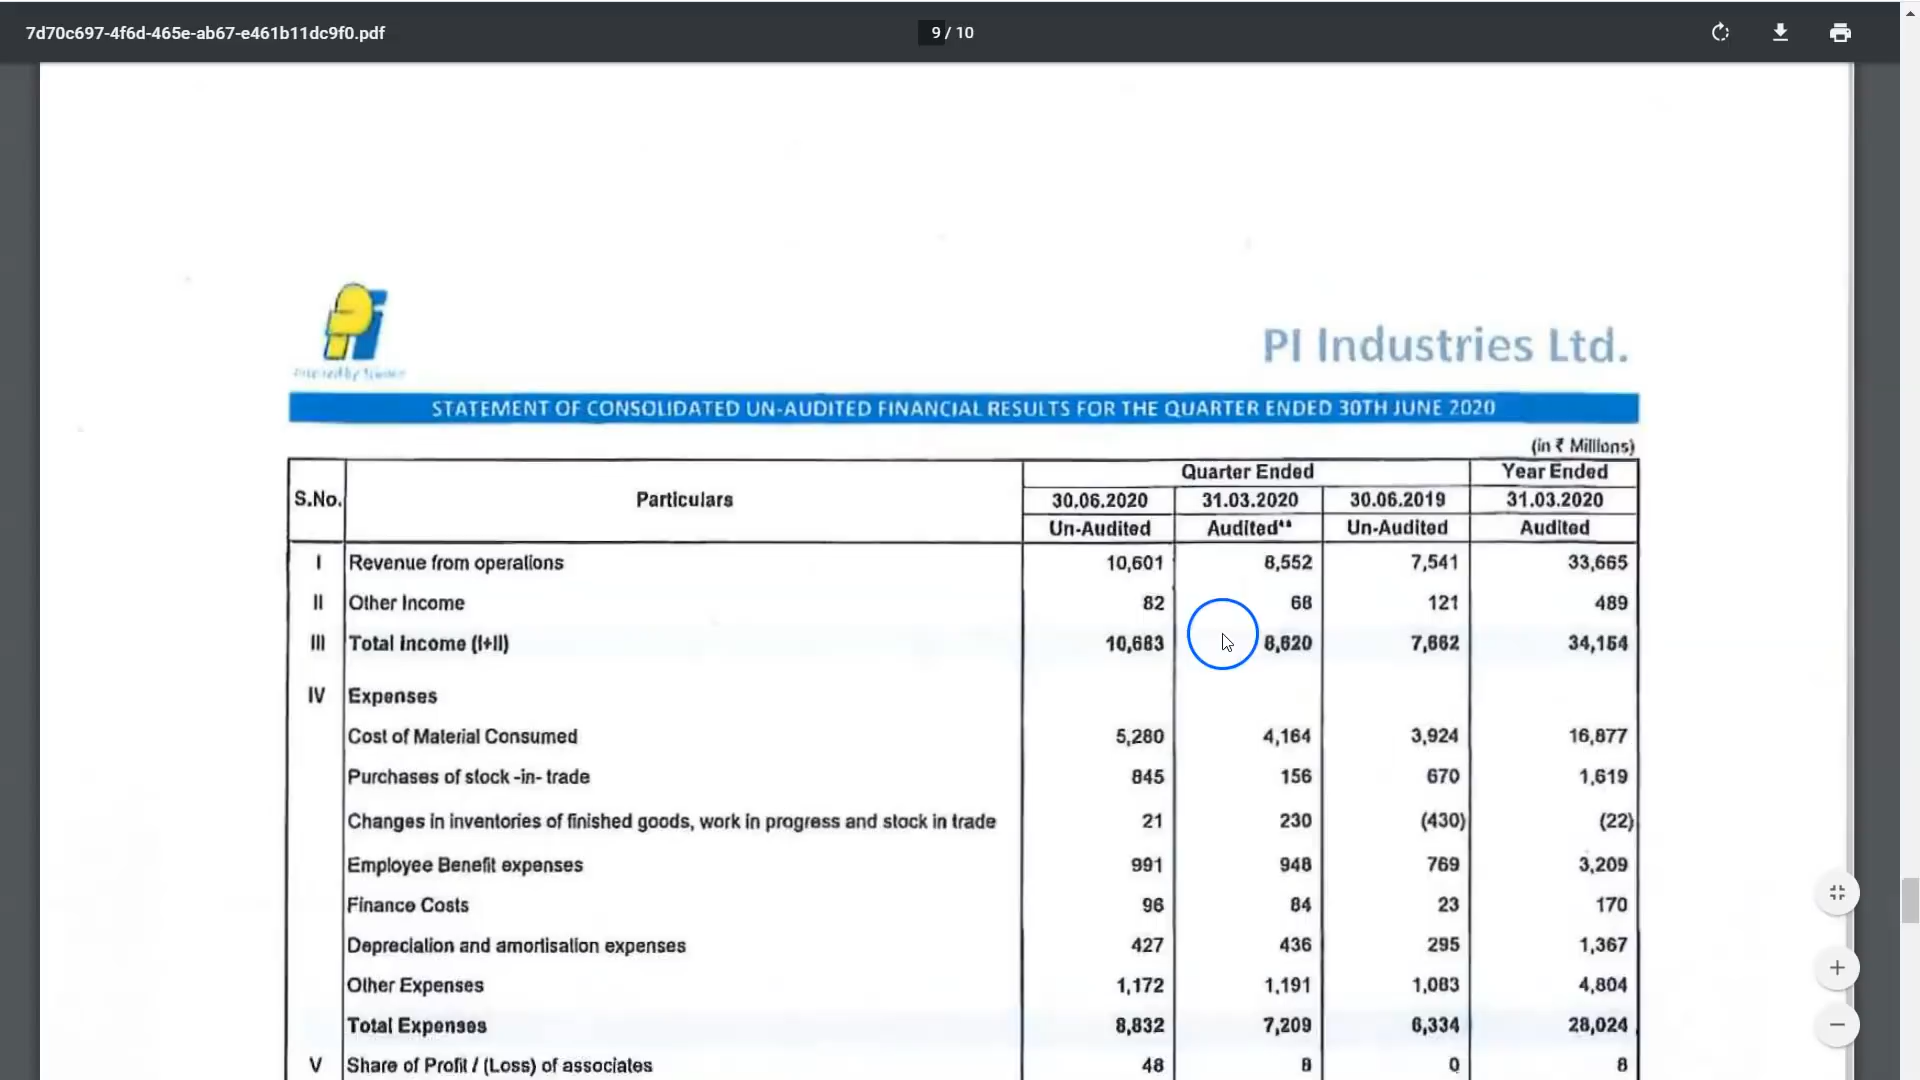 7d70c697-4f6d-465e-ab67-e461b11dc9f0.pdf
9 / 10
PI Industries Ltd.
STATEMENT OF CONSOLIDATED UN-AUDITED FINANCIAL RESULTS FOR THE QUARTER ENDED 30TH JUNE 2020
(in ₹ Millions)
S.No. Particulars Quarter Ended Year Ended
30.06.2020 31.03.2020 30.06.2019 31.03.2020
Un-Audited Audited** Un-Audited Audited
I Revenue from operations 10,601 8,552 7,541 33,665
II Other Income 82 68 121 489
III Total Income (I+II) 10,683 8,620 7,662 34,154
IV Expenses
Cost of Material Consumed 5,280 4,164 3,924 16,877
Purchases of stock -in- trade 845 156 670 1,619
Changes in inventories of finished goods, work in progress and stock in trade 21 230 (430) (22)
Employee Benefit expenses 991 948 769 3,209
Finance Costs 96 84 23 170
Depreciation and amortisation expenses 427 436 295 1,367
Other Expenses 1,172 1,191 1,083 4,804
Total Expenses 8,832 7,209 6,334 28,024
V Share of Profit / (Loss) of associates 48 8 0 8